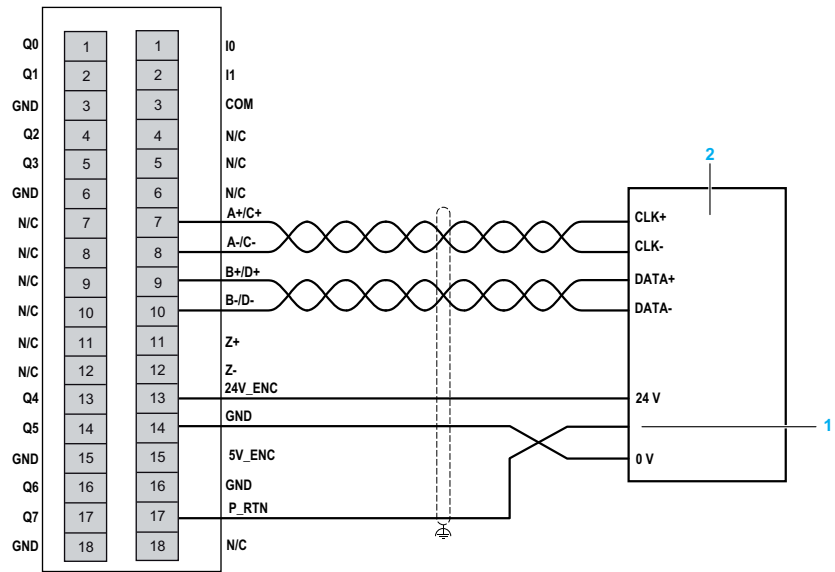 Q0 1 1 I0
Q1 2 2 I1
GND 3 3 COM
Q2 4 4 N/C
Q3 5 5 N/C
GND 6 6 N/C
N/C 7 7 A+/C+
N/C 8 8 A-/C-
N/C 9 9 B+/D+
N/C 10 10 B-/D-
N/C 11 11 Z+
N/C 12 12 Z-
Q4 13 13 24V_ENC
Q5 14 14 GND
GND 15 15 5V_ENC
Q6 16 16 GND
Q7 17 17 P_RTN
GND 18 18 N/C
2
CLK+
CLK-
DATA+
DATA-
24 V
1
0 V